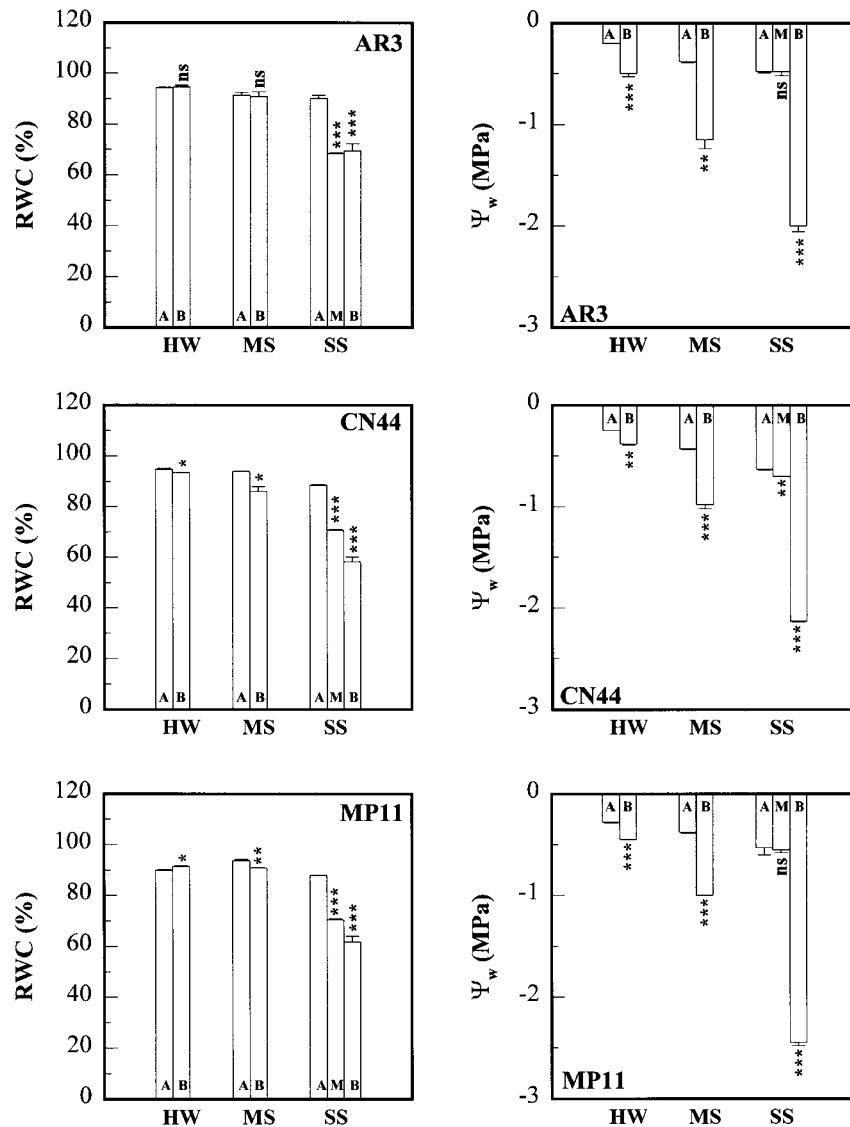 120
100
80
60
40
20
0
RWC (%)
AR3
ns
ns
***
***
A B A B A M B
HW MS SS
0
-1
-2
-3
Ψw (MPa)
A B A B A M B
***
**
ns
***
AR3
HW MS SS
120
100
80
60
40
20
0
RWC (%)
CN44
*
*
***
***
A B A B A M B
HW MS SS
0
-1
-2
-3
Ψw (MPa)
A B A B A M B
**
***
**
***
CN44
HW MS SS
120
100
80
60
40
20
0
RWC (%)
MP11
*
**
***
***
A B A B A M B
HW MS SS
0
-1
-2
-3
Ψw (MPa)
A B A B A M B
***
***
ns
***
MP11
HW MS SS